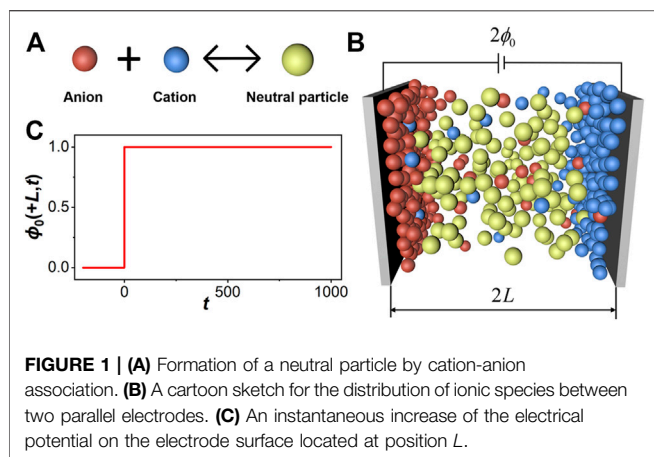 A
Anion
Cation
Neutral particle
B
2ϕ₀
2L
C
ϕ₀(+L,t)
1.0
0.5
0.0
0
500
1000
t
FIGURE 1 | (A) Formation of a neutral particle by cation-anion
association. (B) A cartoon sketch for the distribution of ionic species between
two parallel electrodes. (C) An instantaneous increase of the electrical
potential on the electrode surface located at position L.